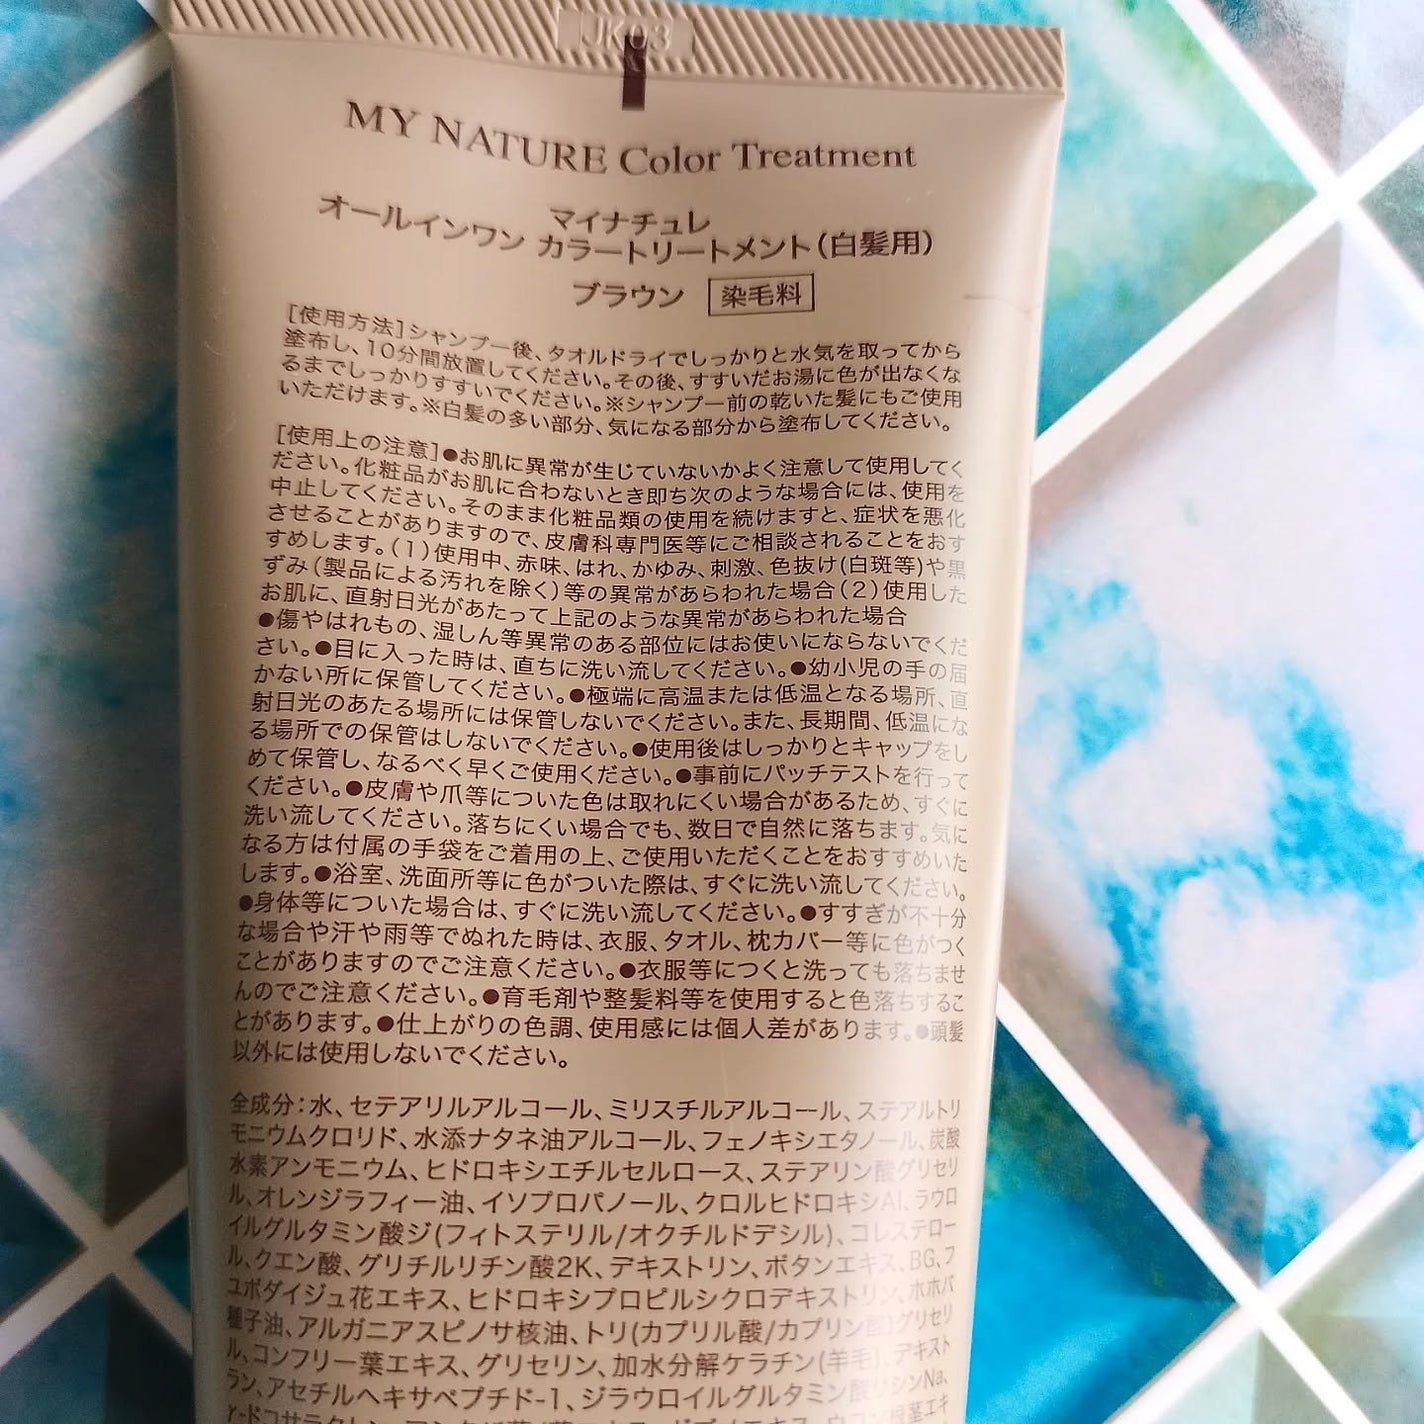 JK03
MY NATURE Color Treatment
マイナチュレ
オールインワン カラートリートメント(白髪用)
ブラウン 染毛料
[使用方法]シャンプー後、タオルドライでしっかりと水気を取ってから
塗布し、10分間放置してください。その後、すすいだお湯に色が出なくな
るまでしっかりすすいでください。※シャンプー前の乾いた髪にもご使用
いただけます。※白髪の多い部分、気になる部分から塗布してください。
[使用上の注意]●お肌に異常が生じていないかよく注意して使用してく
ださい。化粧品がお肌に合わないとき即ち次のような場合には、使用を
中止してください。そのまま化粧品類の使用を続けますと、症状を悪化
させることがありますので、皮膚科専門医等にご相談されることをおす
すめします。(1)使用中、赤味、はれ、かゆみ、刺激、色抜け(白斑等)や黒
ずみ(製品による汚れを除く)等の異常があらわれた場合(2)使用した
お肌に、直射日光があたって上記のような異常があらわれた場合
●傷やはれもの、湿しん等異常のある部位にはお使いにならないでくだ
さい。●目に入った時は、直ちに洗い流してください。●幼小児の手の届
かない所に保管してください。●極端に高温または低温となる場所、直
射日光のあたる場所には保管しないでください。また、長期間、低温にな
る場所での保管はしないでください。●使用後はしっかりとキャップをし
めて保管し、なるべく早くご使用ください。●事前にパッチテストを行って
ください。●皮膚や爪等についた色は取れにくい場合があるため、すぐに
洗い流してください。落ちにくい場合でも、数日で自然に落ちます。気に
なる方は付属の手袋をご着用の上、ご使用いただくことをおすすめいた
します。●浴室、洗面所等に色がついた際は、すぐに洗い流してください。
●身体等についた場合は、すぐに洗い流してください。●すすぎが不十分
な場合や汗や雨等でぬれた時は、衣服、タオル、枕カバー等に色がつく
ことがありますのでご注意ください。●衣服等につくと洗っても落ちませ
んのでご注意ください。●育毛剤や整髪料等を使用すると色落ちするこ
とがあります。●仕上がりの色調、使用感には個人差があります。●頭髪
以外には使用しないでください。
全成分:水、セテアリルアルコール、ミリスチルアルコール、ステアルトリ
モニウムクロリド、水添ナタネ油アルコール、フェノキシエタノール、炭酸
水素アンモニウム、ヒドロキシエチルセルロース、ステアリン酸グリセリ
ル、オレンジラフィー油、イソプロパノール、クロルヒドロキシAl、ラウロ
イルグルタミン酸ジ(フィトステリル/オクチルドデシル)、コレステロー
ル、クエン酸、グリチルリチン酸2K、デキストリン、ボタンエキス、BG、フ
ユボダイジュ花エキス、ヒドロキシプロピルシクロデキストリン、ホホバ
種子油、アルガニアスピノサ核油、トリ(カプリル酸/カプリン酸)グリセリ
ル、コンフリー葉エキス、グリセリン、加水分解ケラチン(羊毛)、デキスト
ラン、アセチルヘキサペプチド-1、ジラウロイルグルタミン酸リシンNa、